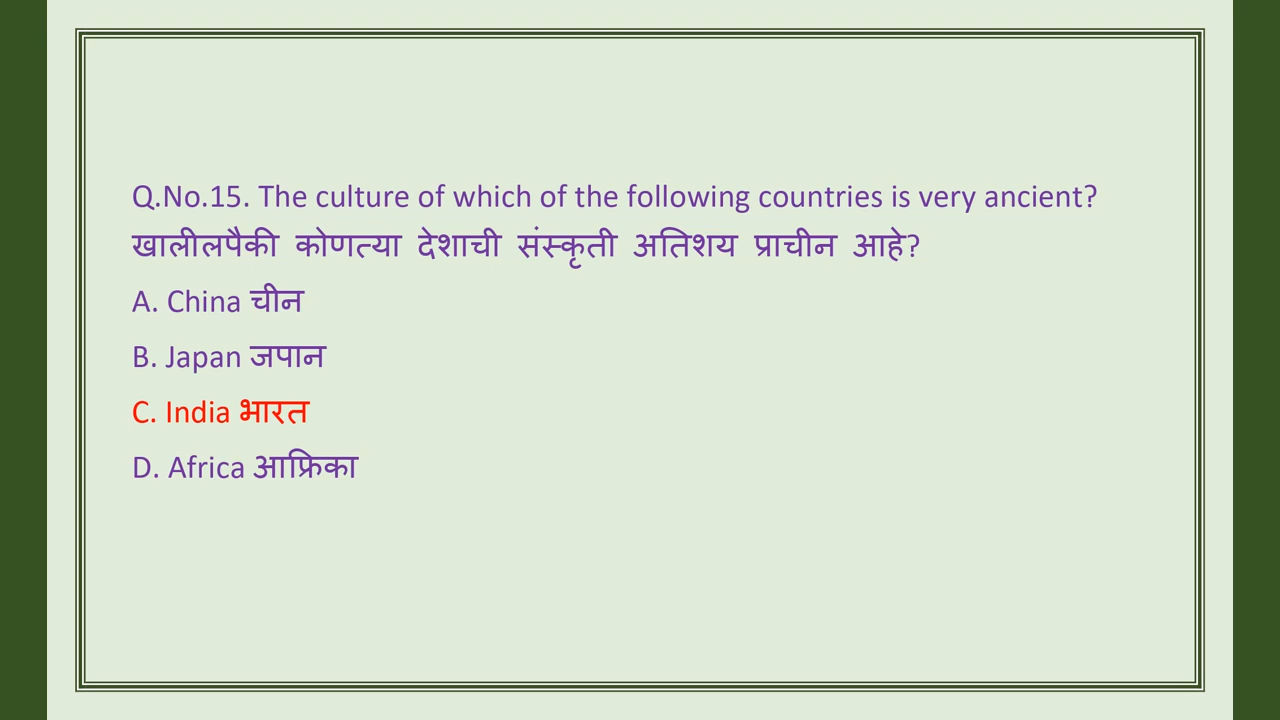 Q.No.15. The culture of which of the following countries is very ancient?
खालीलपैकी कोणत्या देशाची संस्कृती अतिशय प्राचीन आहे?
A. China चीन
B. Japan जपान
C. India भारत
D. Africa आफ्रिका